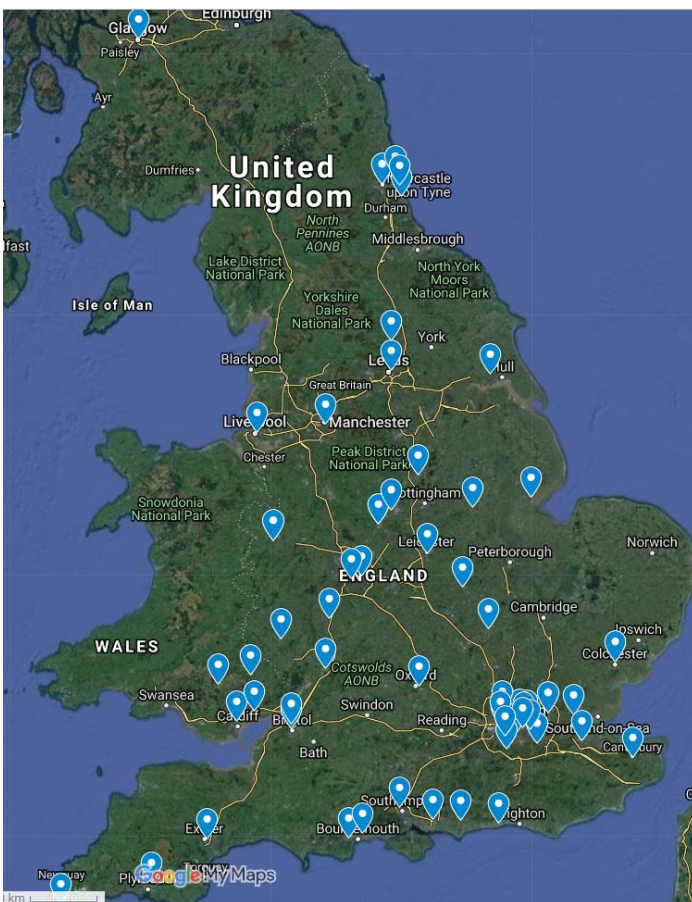 Edinburgh
Glasgow
Paisley
Ayr
Dumfries
United
Kingdom
Newcastle
upon Tyne
Durham
North
Pennines
AONB
Middlesbrough
Lake District
National Park
North York
Moors
National Park
Isle of Man
Yorkshire
Dales
National Park
York
Blackpool
Leeds
Hull
Great Britain
Liverpool
Manchester
Chester
Peak District
National Park
Snowdonia
National Park
Nottingham
Leicester
Peterborough
Norwich
ENGLAND
Cambridge
Ipswich
Colchester
WALES
Cotswolds
AONB
Oxford
Swansea
Cardiff
Bristol
Swindon
Reading
Southend-on-Sea
Canterbury
Bath
Southampton
Brighton
Bournemouth
Exeter
Torquay
Newquay
Plymouth
Google My Maps
km